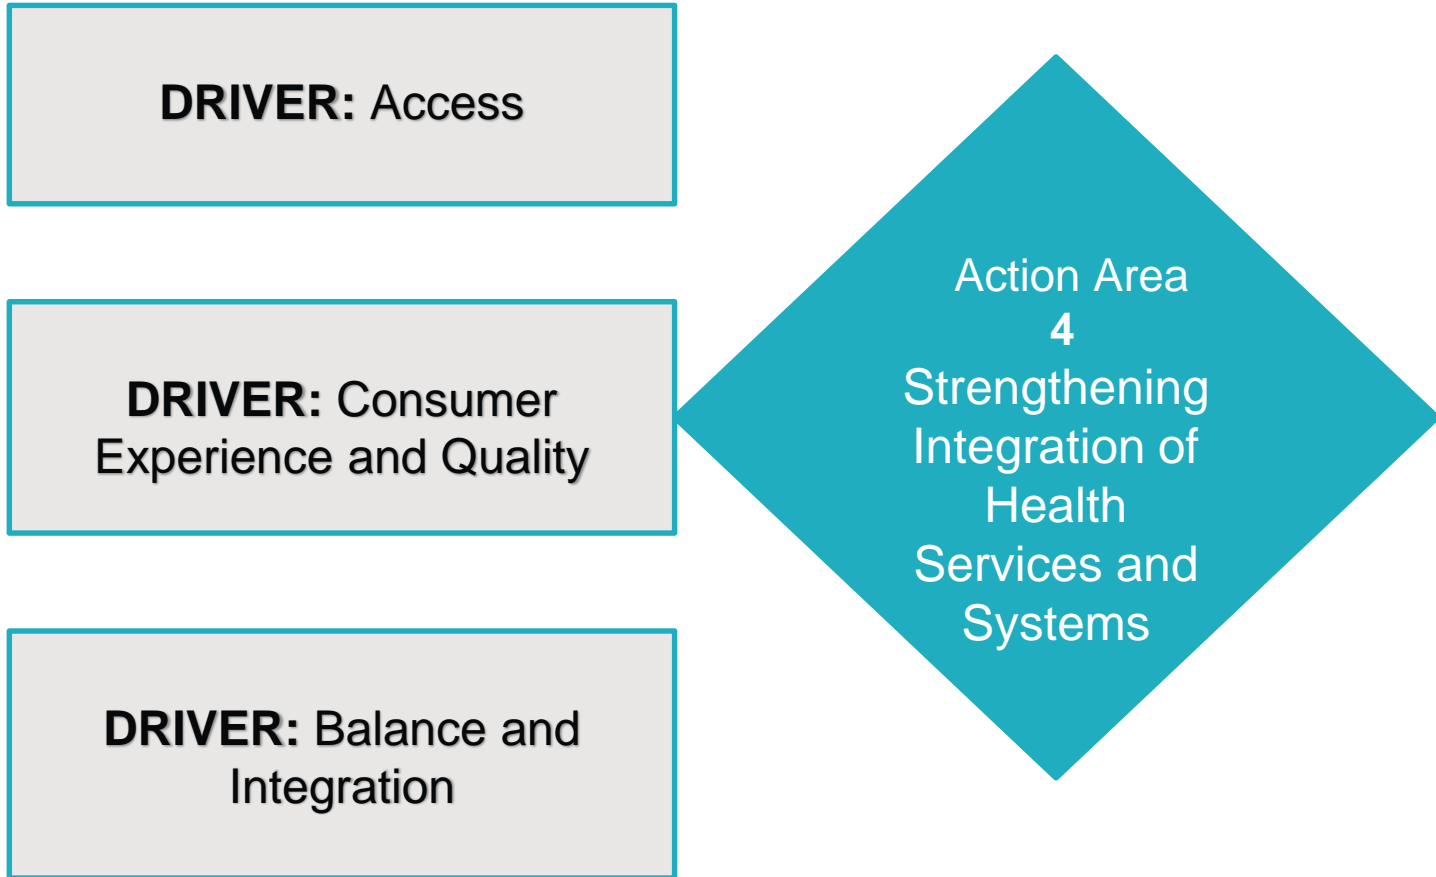 DRIVER: Access
DRIVER: Consumer
Experience and Quality
DRIVER: Balance and
Integration
Action Area
4
Strengthening
Integration of
Health
Services and
Systems